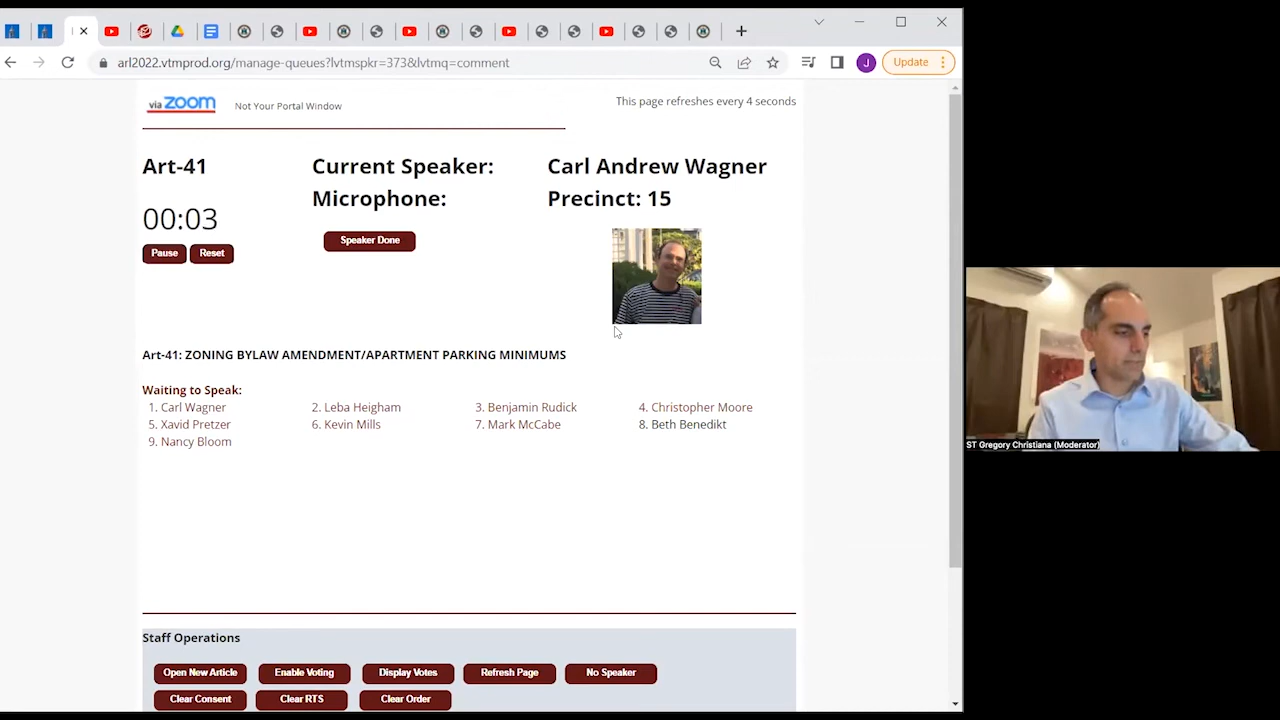 J
Update
arl2022.vtmprod.org/manage-queues?lvtmspkr=373&lvtmq=comment
via zoom
Not Your Portal Window
This page refreshes every 4 seconds
Art-41
Current Speaker:
Carl Andrew Wagner
Microphone:
Precinct: 15
00:03
Pause
Reset
Speaker Done
Art-41: ZONING BYLAW AMENDMENT/APARTMENT PARKING MINIMUMS
Waiting to Speak:
1. Carl Wagner
2. Leba Heigham
3. Benjamin Rudick
4. Christopher Moore
5. Xavid Pretzer
6. Kevin Mills
7. Mark McCabe
8. Beth Benedikt
9. Nancy Bloom
ST Gregory Christiana (Moderator)
Staff Operations
Open New Article
Enable Voting
Display Votes
Refresh Page
No Speaker
Clear Consent
Clear RTS
Clear Order